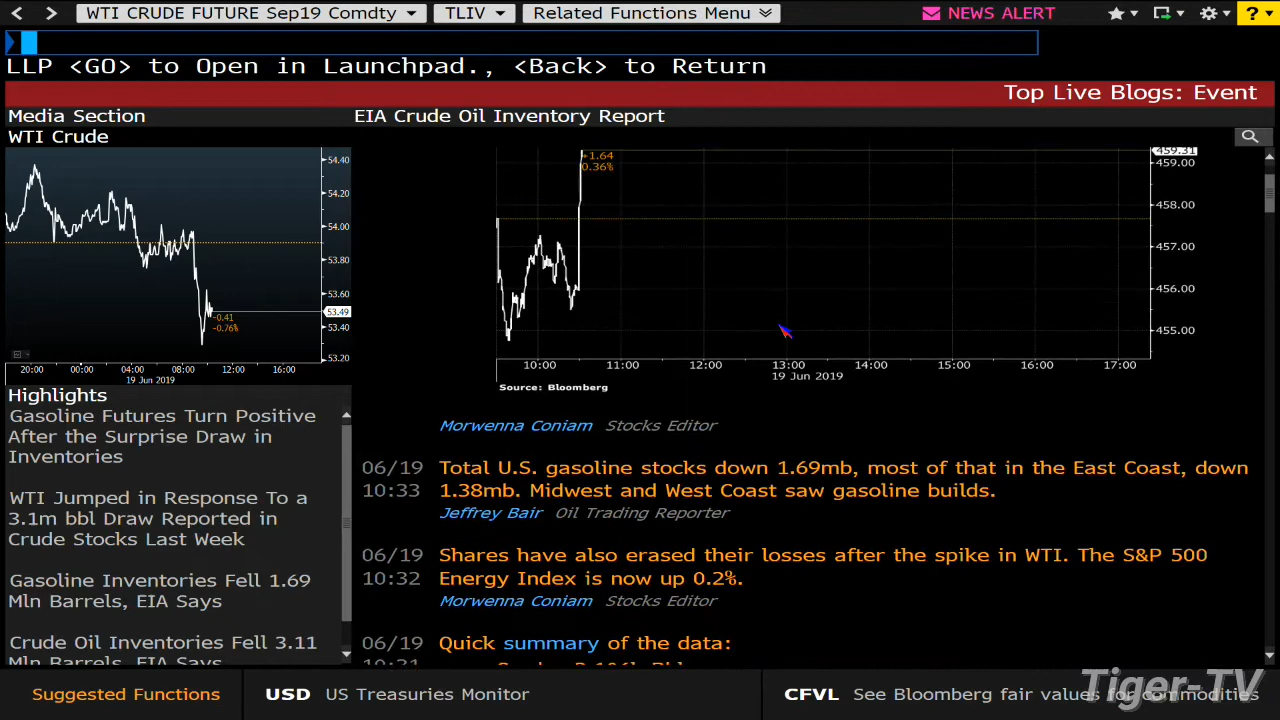 WTI CRUDE FUTURE Sep19 Comdty
TLIV
Related Functions Menu
NEWS ALERT
?
LLP <GO> to Open in Launchpad., <Back> to Return
Top Live Blogs: Event
Media Section
EIA Crude Oil Inventory Report
WTI Crude
54.40
54.20
54.00
53.80
53.60
53.49
53.40
53.20
-0.41
-0.76%
20:00 00:00 04:00 08:00 12:00 16:00
19 Jun 2019
+1.64
0.36%
459.31
459.00
458.00
457.00
456.00
455.00
10:00 11:00 12:00 13:00 14:00 15:00 16:00 17:00
19 Jun 2019
Source: Bloomberg
Highlights
Gasoline Futures Turn Positive
After the Surprise Draw in
Inventories
WTI Jumped in Response To a
3.1m bbl Draw Reported in
Crude Stocks Last Week
Gasoline Inventories Fell 1.69
Mln Barrels, EIA Says
Crude Oil Inventories Fell 3.11
Mln Barrels, EIA Says
Morwenna Coniam Stocks Editor
06/19 Total U.S. gasoline stocks down 1.69mb, most of that in the East Coast, down
10:33 1.38mb. Midwest and West Coast saw gasoline builds.
Jeffrey Bair Oil Trading Reporter
06/19 Shares have also erased their losses after the spike in WTI. The S&P 500
10:32 Energy Index is now up 0.2%.
Morwenna Coniam Stocks Editor
06/19 Quick summary of the data:
10:31
Suggested Functions
USD US Treasuries Monitor
CFVL See Bloomberg fair values for commodities
Tiger-TV